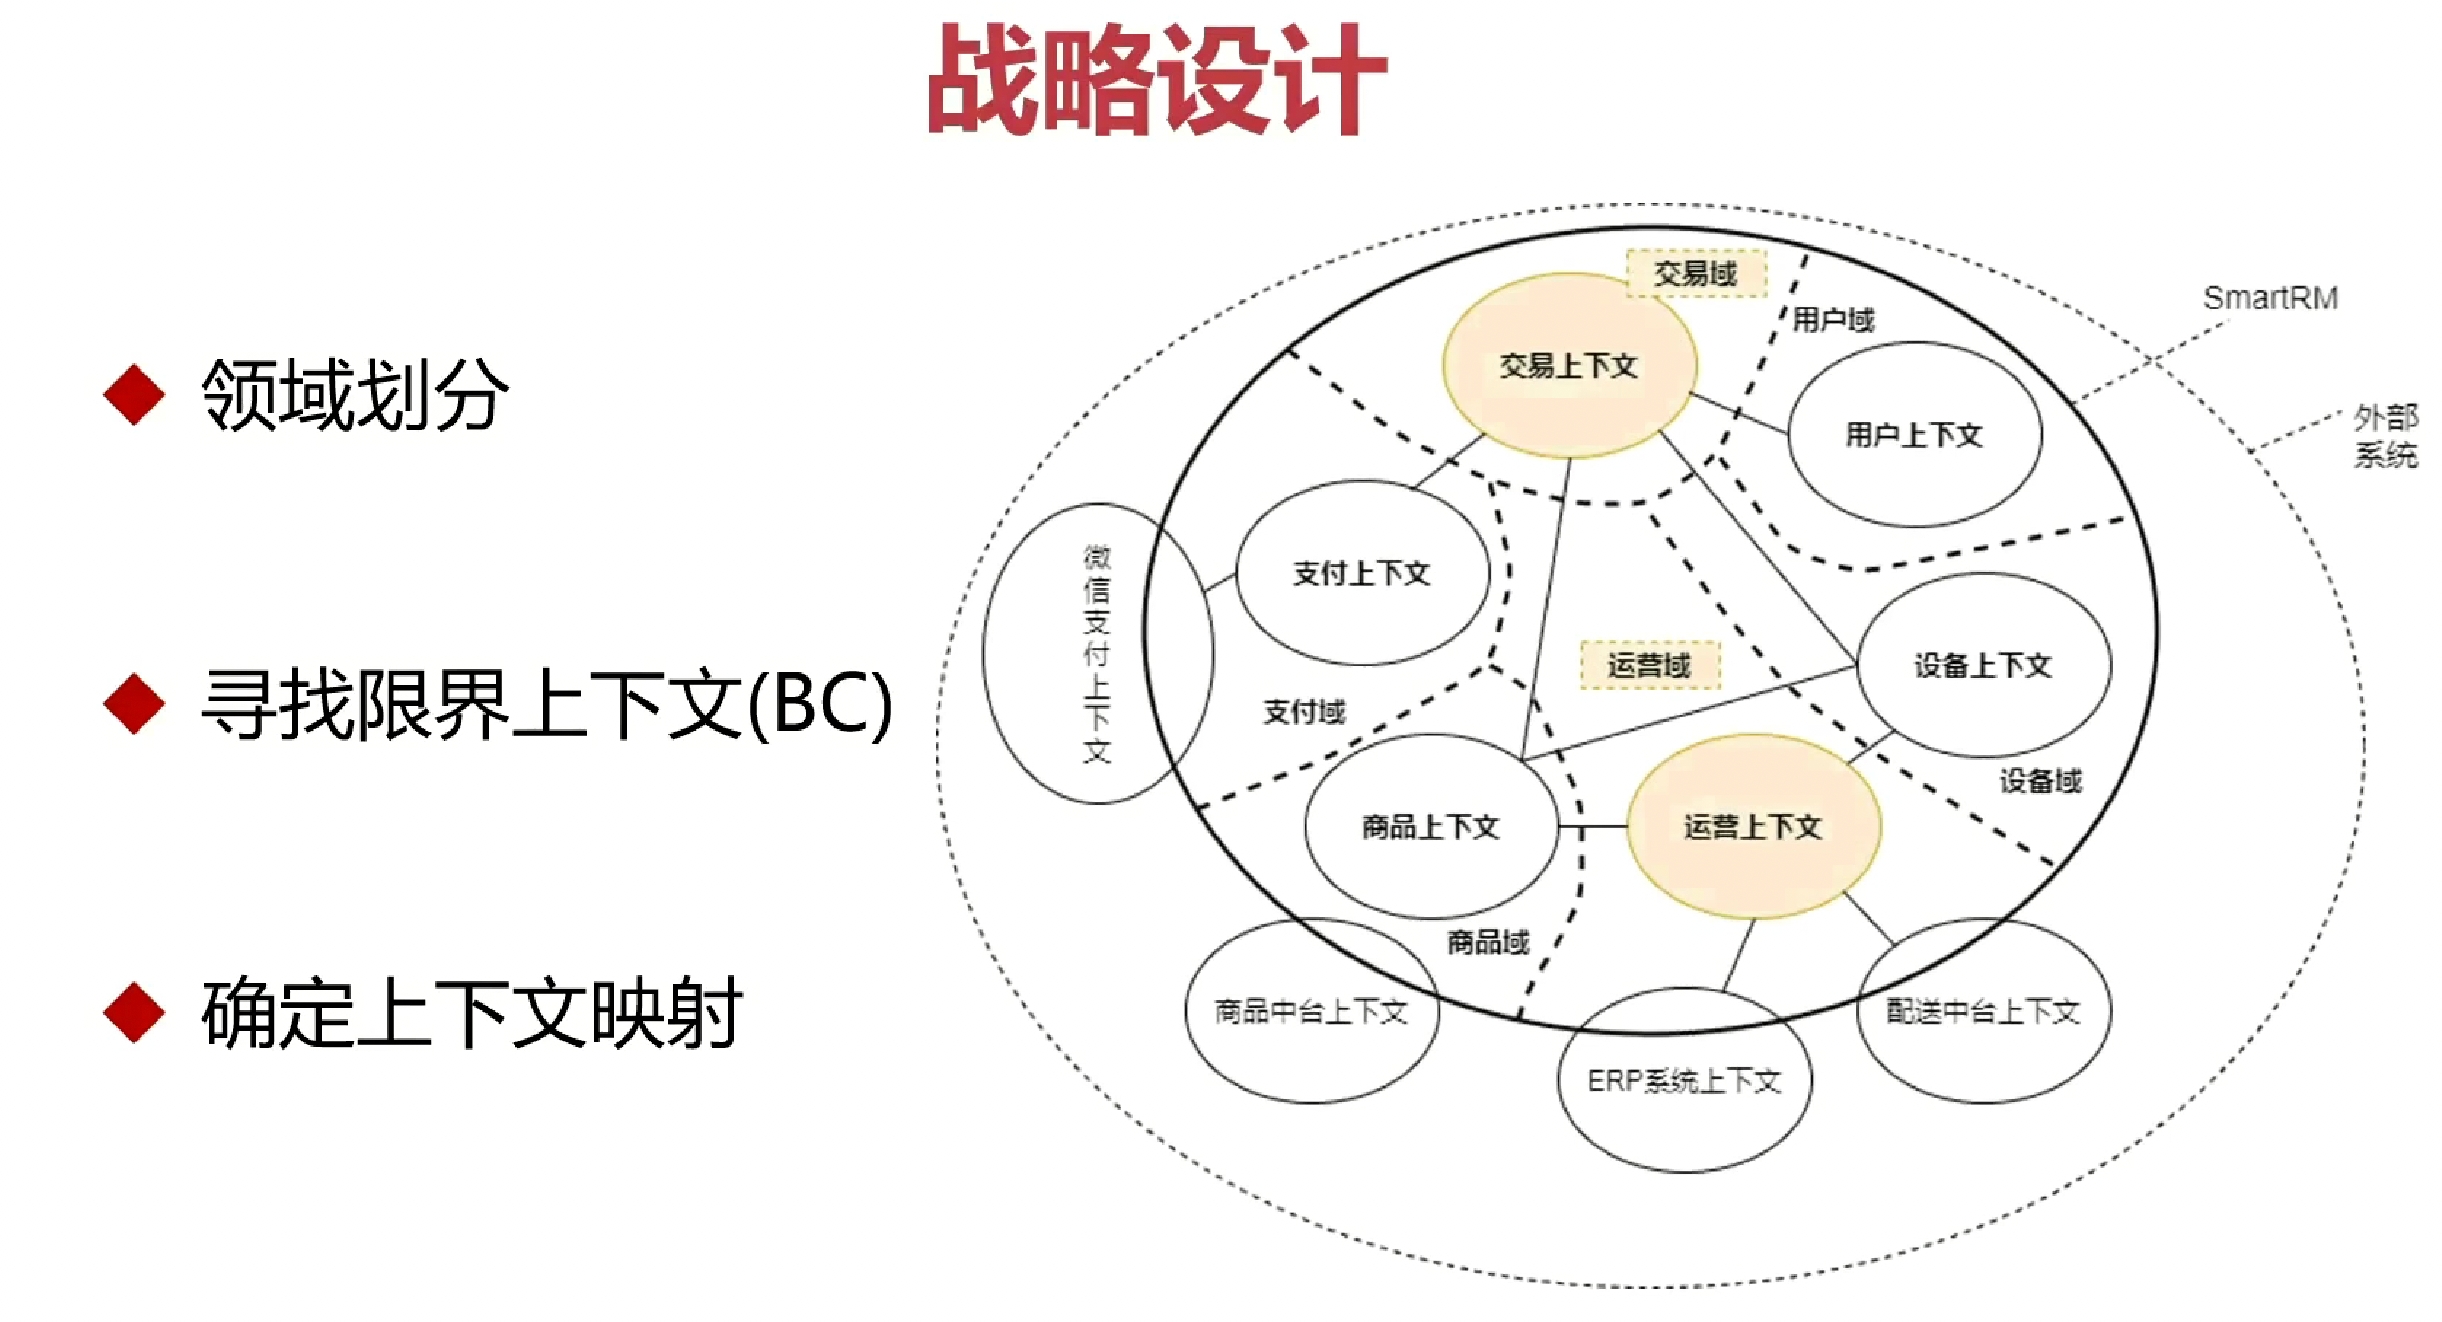 战略设计
领域划分
寻找限界上下文(BC)
确定上下文映射
交易域
SmartRM
用户域
交易上下文
外部
系统
用户上下文
微信支付上下文
支付上下文
运营域
设备上下文
支付域
设备域
商品上下文
运营上下文
商品域
商品中台上下文
配送中台上下文
ERP系统上下文